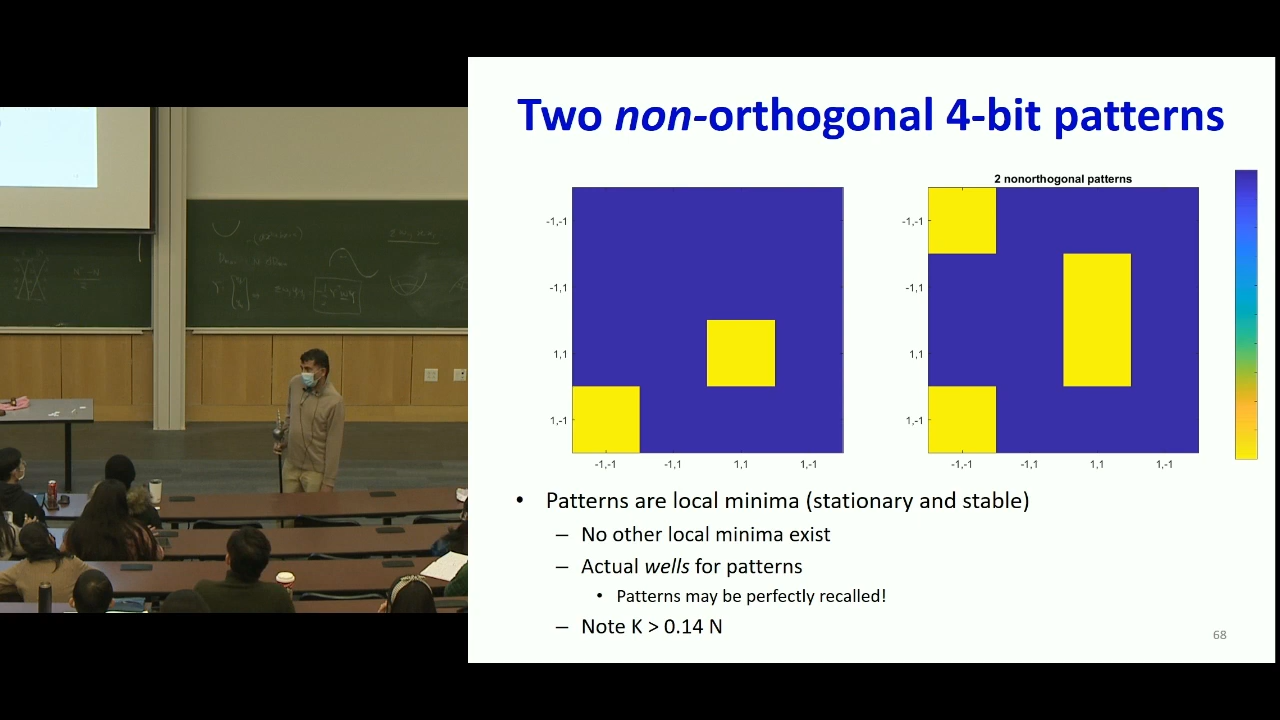 Two non-orthogonal 4-bit patterns
2 nonorthogonal patterns
-1,-1
-1,1
1,1
1,-1
-1,-1 -1,1 1,1 1,-1
-1,-1
-1,1
1,1
1,-1
-1,-1 -1,1 1,1 1,-1
• Patterns are local minima (stationary and stable)
– No other local minima exist
– Actual wells for patterns
• Patterns may be perfectly recalled!
– Note K > 0.14 N
68